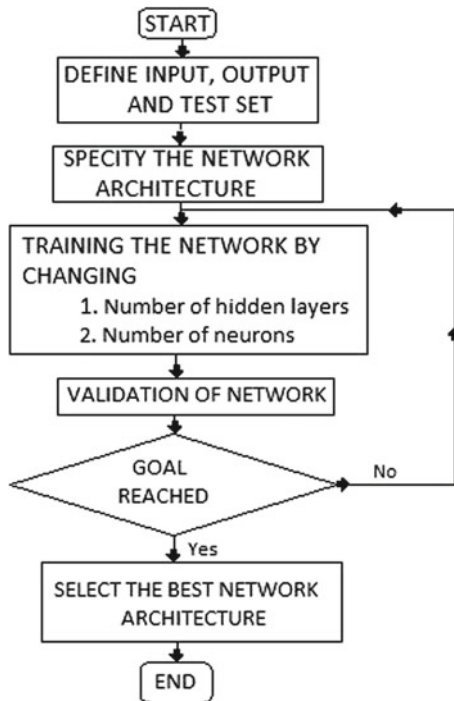 START
DEFINE INPUT, OUTPUT
AND TEST SET
SPECITY THE NETWORK
ARCHITECTURE
TRAINING THE NETWORK BY
CHANGING
1. Number of hidden layers
2. Number of neurons
VALIDATION OF NETWORK
GOAL
REACHED
No
Yes
SELECT THE BEST NETWORK
ARCHITECTURE
END